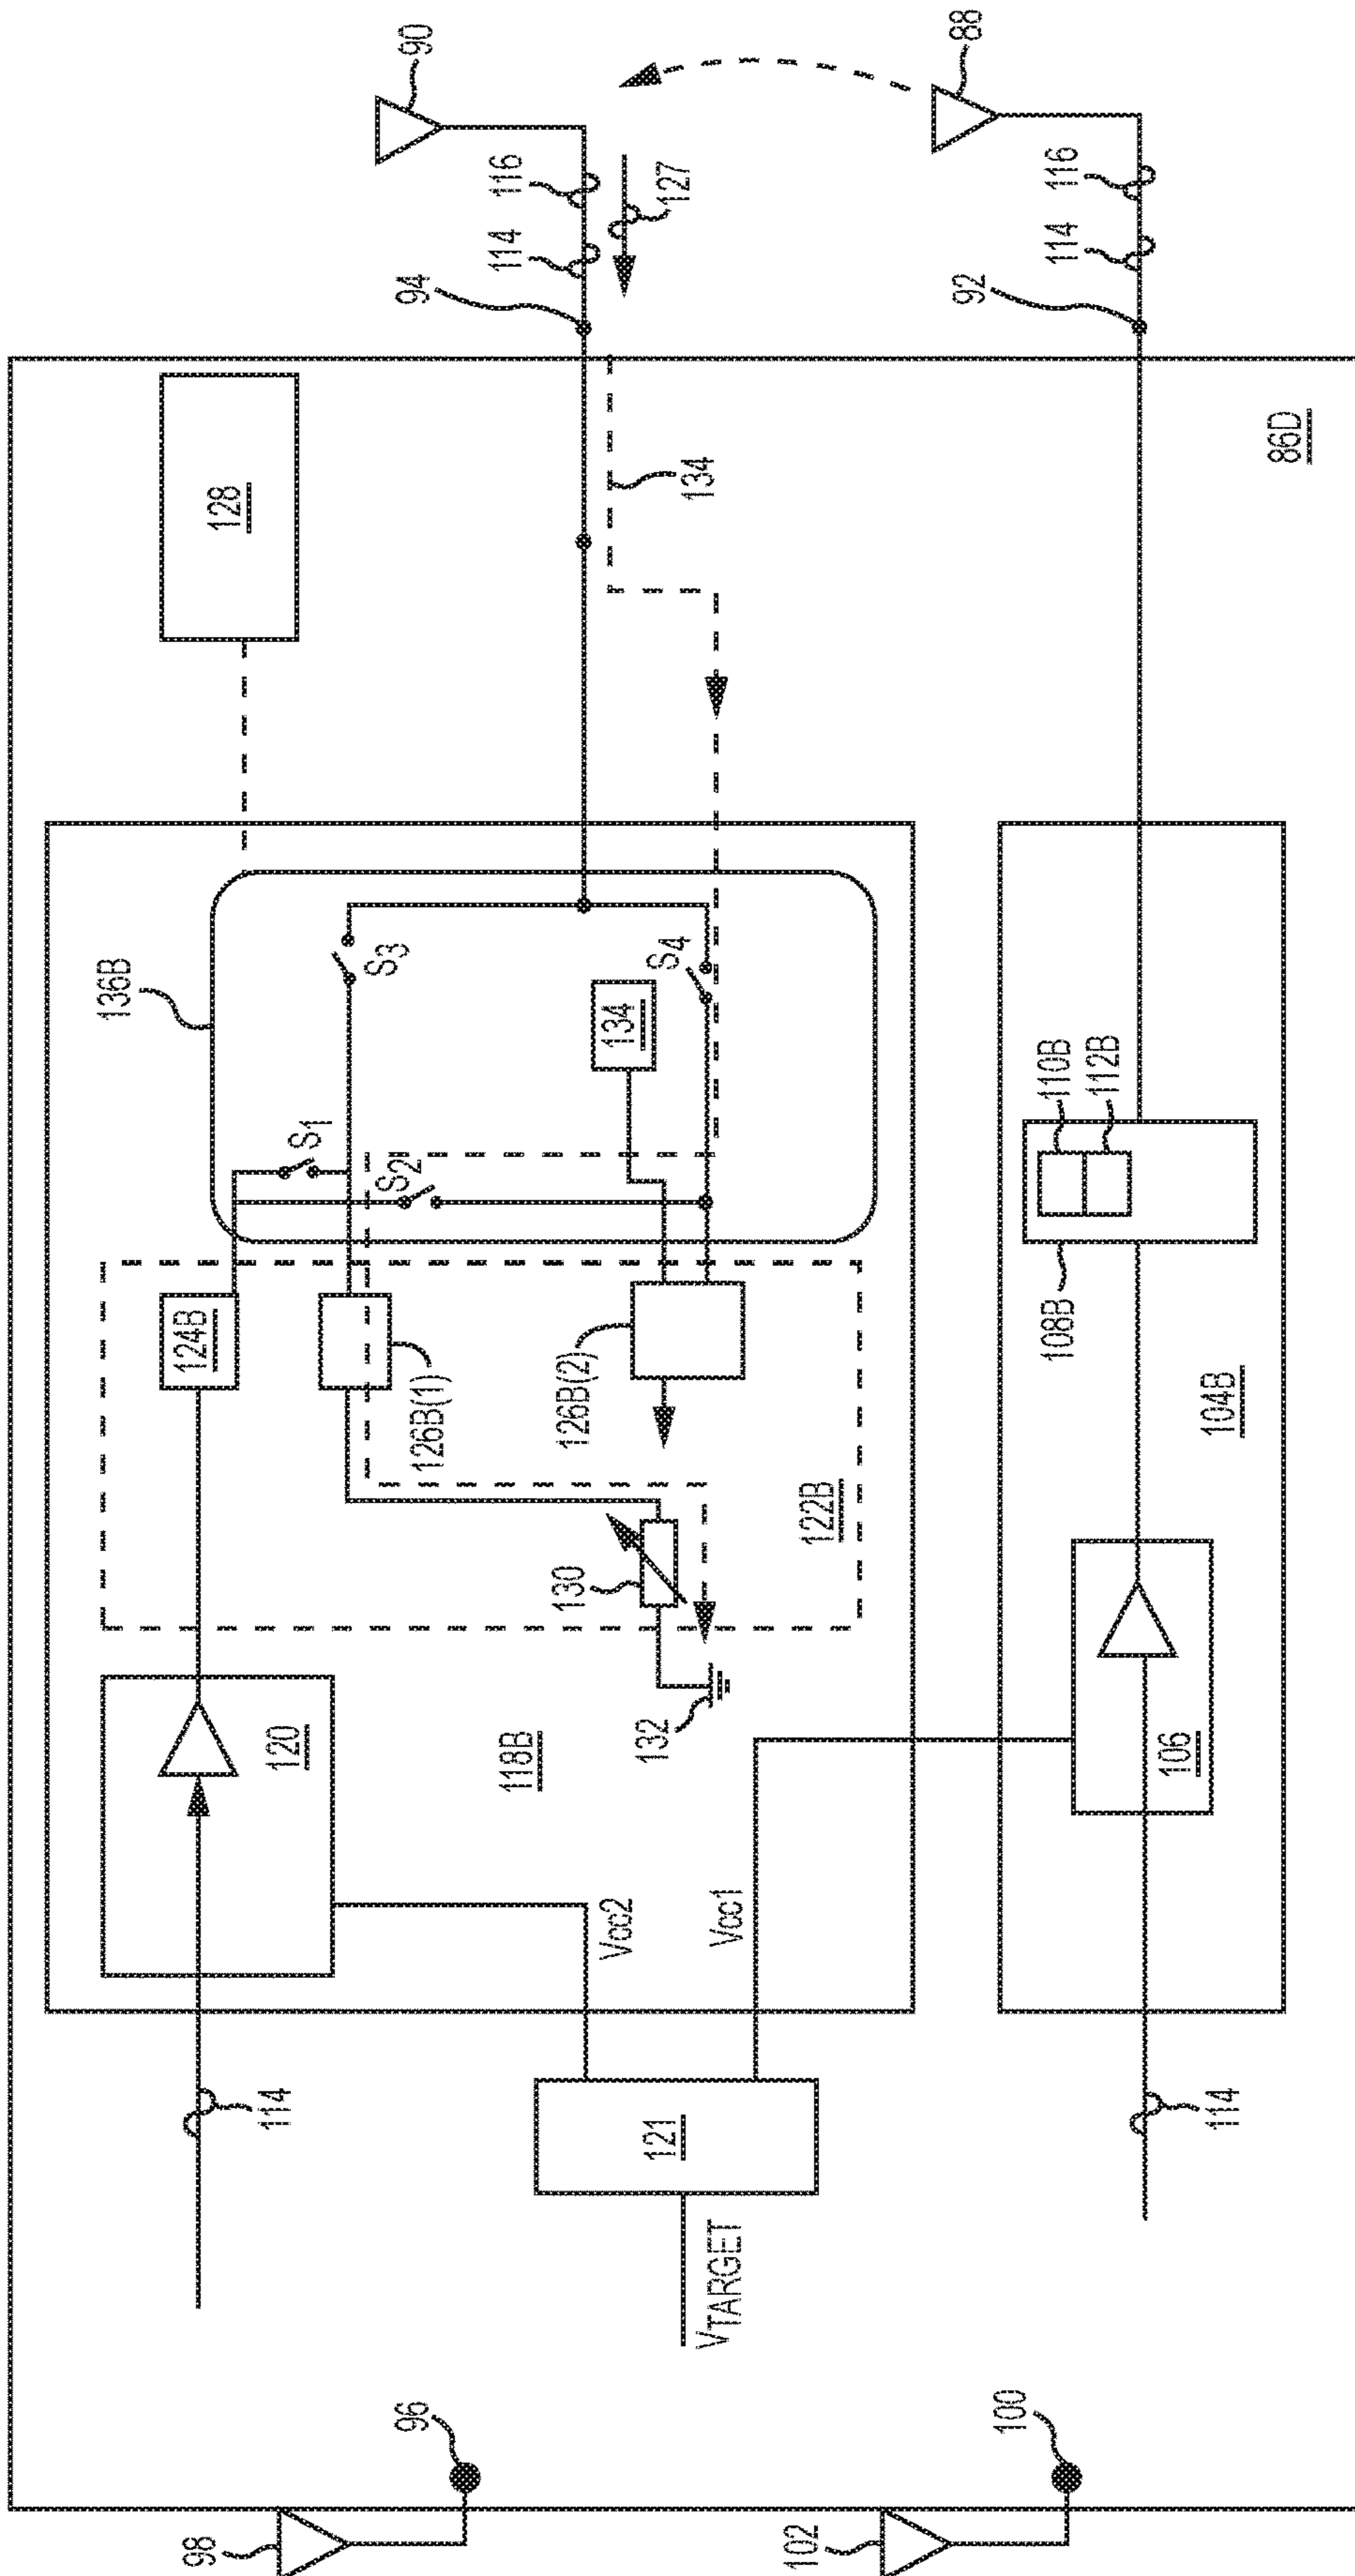 90
88
116
114
127
116
114
94
92
128
134
86D
136B
S3
S4
134
S1
S2
110B
112B
108B
124B
126B(1)
126B(2)
122B
104B
130
132
120
118B
106
Vcc2
Vcc1
114
121
114
VTARGET
96
100
98
102